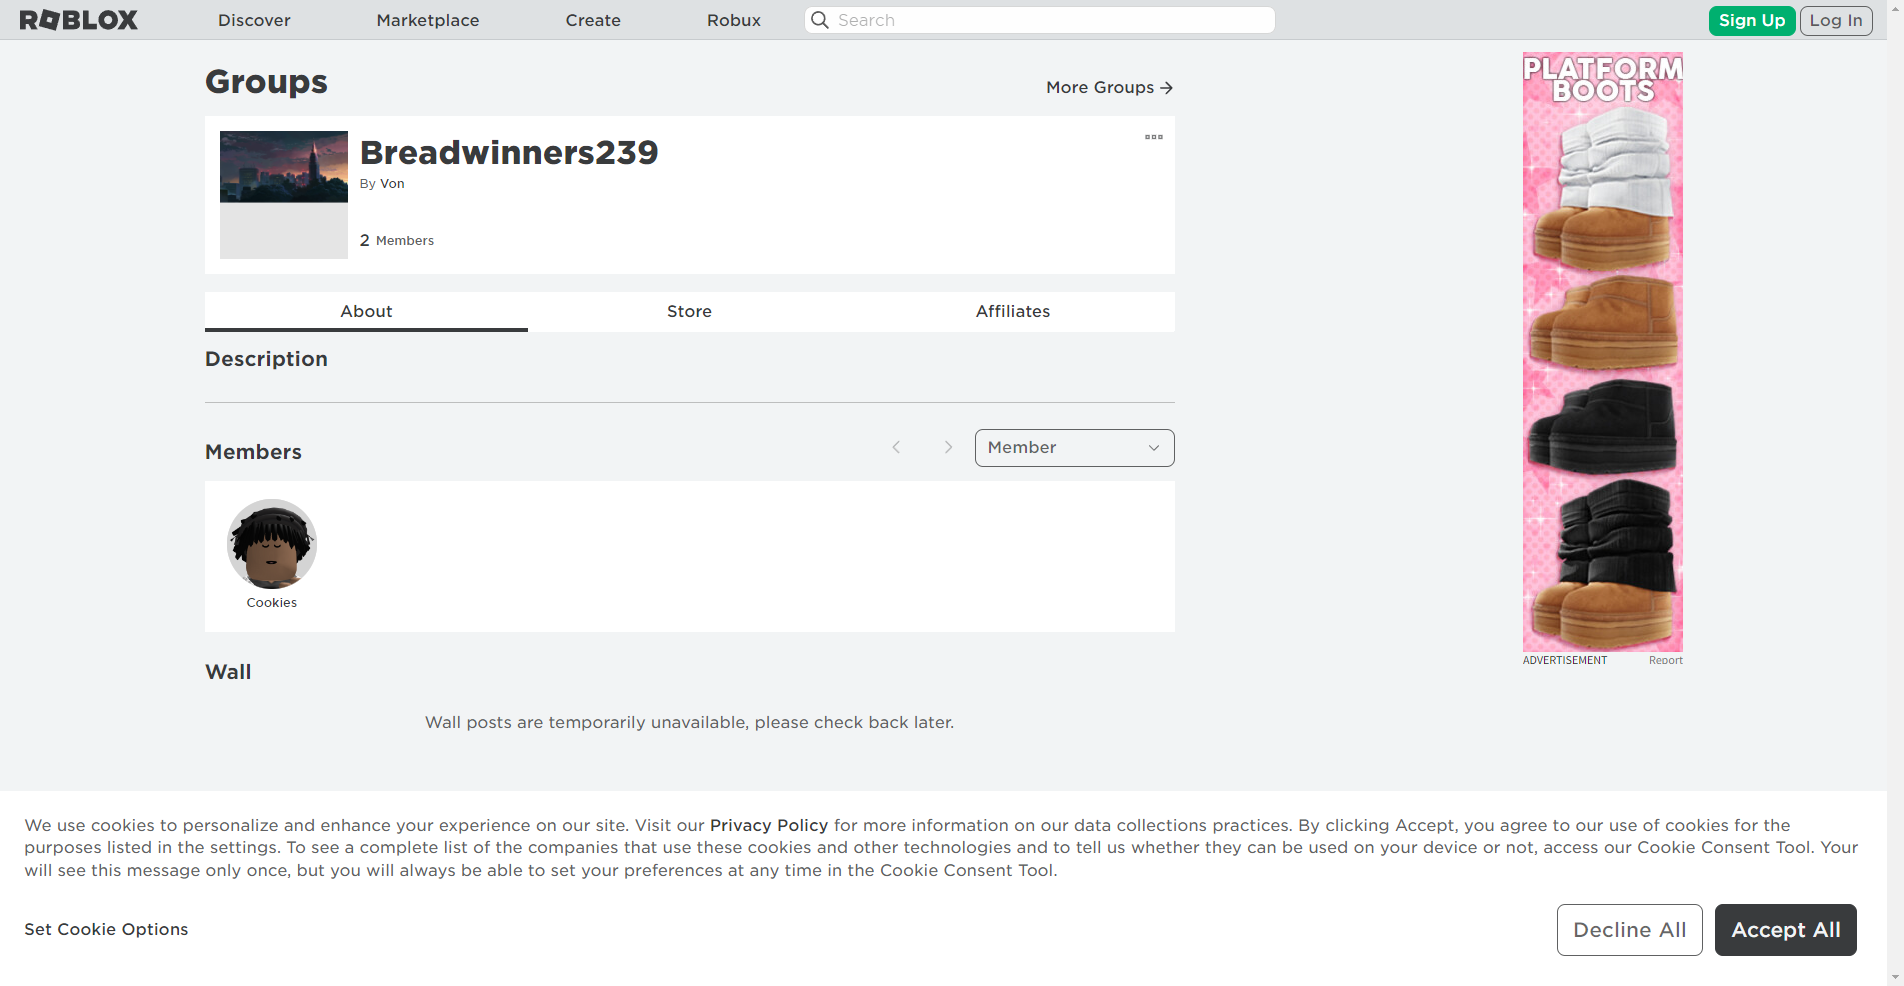 ROBLOX
Discover
Marketplace
Create
Robux
Search
Sign Up
Log In
Groups
More Groups
Breadwinners239
By Von
2 Members
About
Store
Affiliates
Description
Members
Member
Cookies
Wall
Wall posts are temporarily unavailable, please check back later.
PLATFORM
BOOTS
ADVERTISEMENT
Report
We use cookies to personalize and enhance your experience on our site. Visit our Privacy Policy for more information on our data collections practices. By clicking Accept, you agree to our use of cookies for the
purposes listed in the settings. To see a complete list of the companies that use these cookies and other technologies and to tell us whether they can be used on your device or not, access our Cookie Consent Tool. Your
will see this message only once, but you will always be able to set your preferences at any time in the Cookie Consent Tool.
Set Cookie Options
Decline All
Accept All